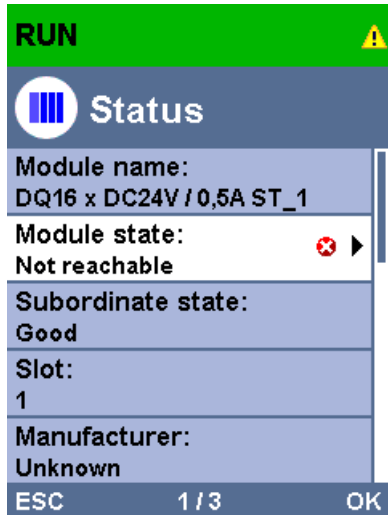 RUN
Status
Module name:
DQ16 x DC24V / 0,5A ST_1
Module state:
Not reachable
Subordinate state:
Good
Slot:
1
Manufacturer:
Unknown
ESC 1 / 3 OK